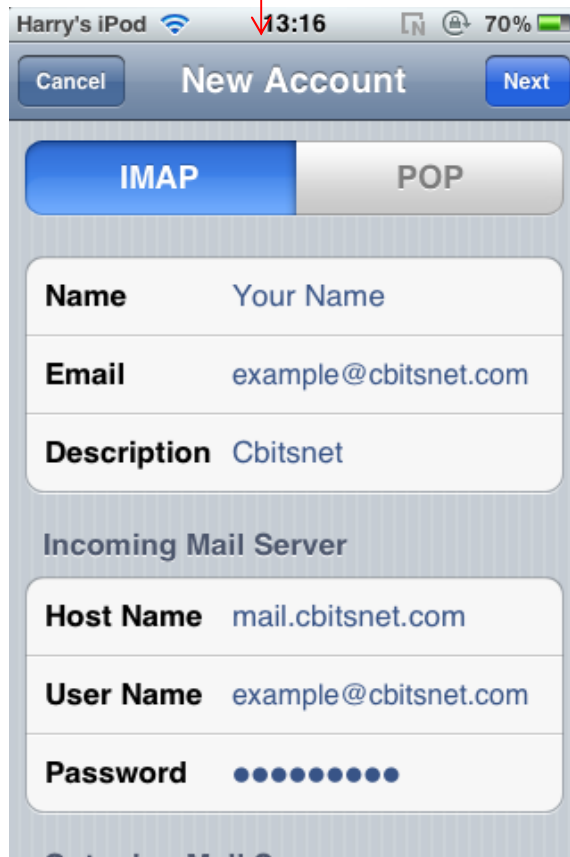 Harry's iPod 13:16 70%
Cancel New Account Next
IMAP POP
Name Your Name
Email example@cbitsnet.com
Description Cbitsnet
Incoming Mail Server
Host Name mail.cbitsnet.com
User Name example@cbitsnet.com
Password ●●●●●●●●●